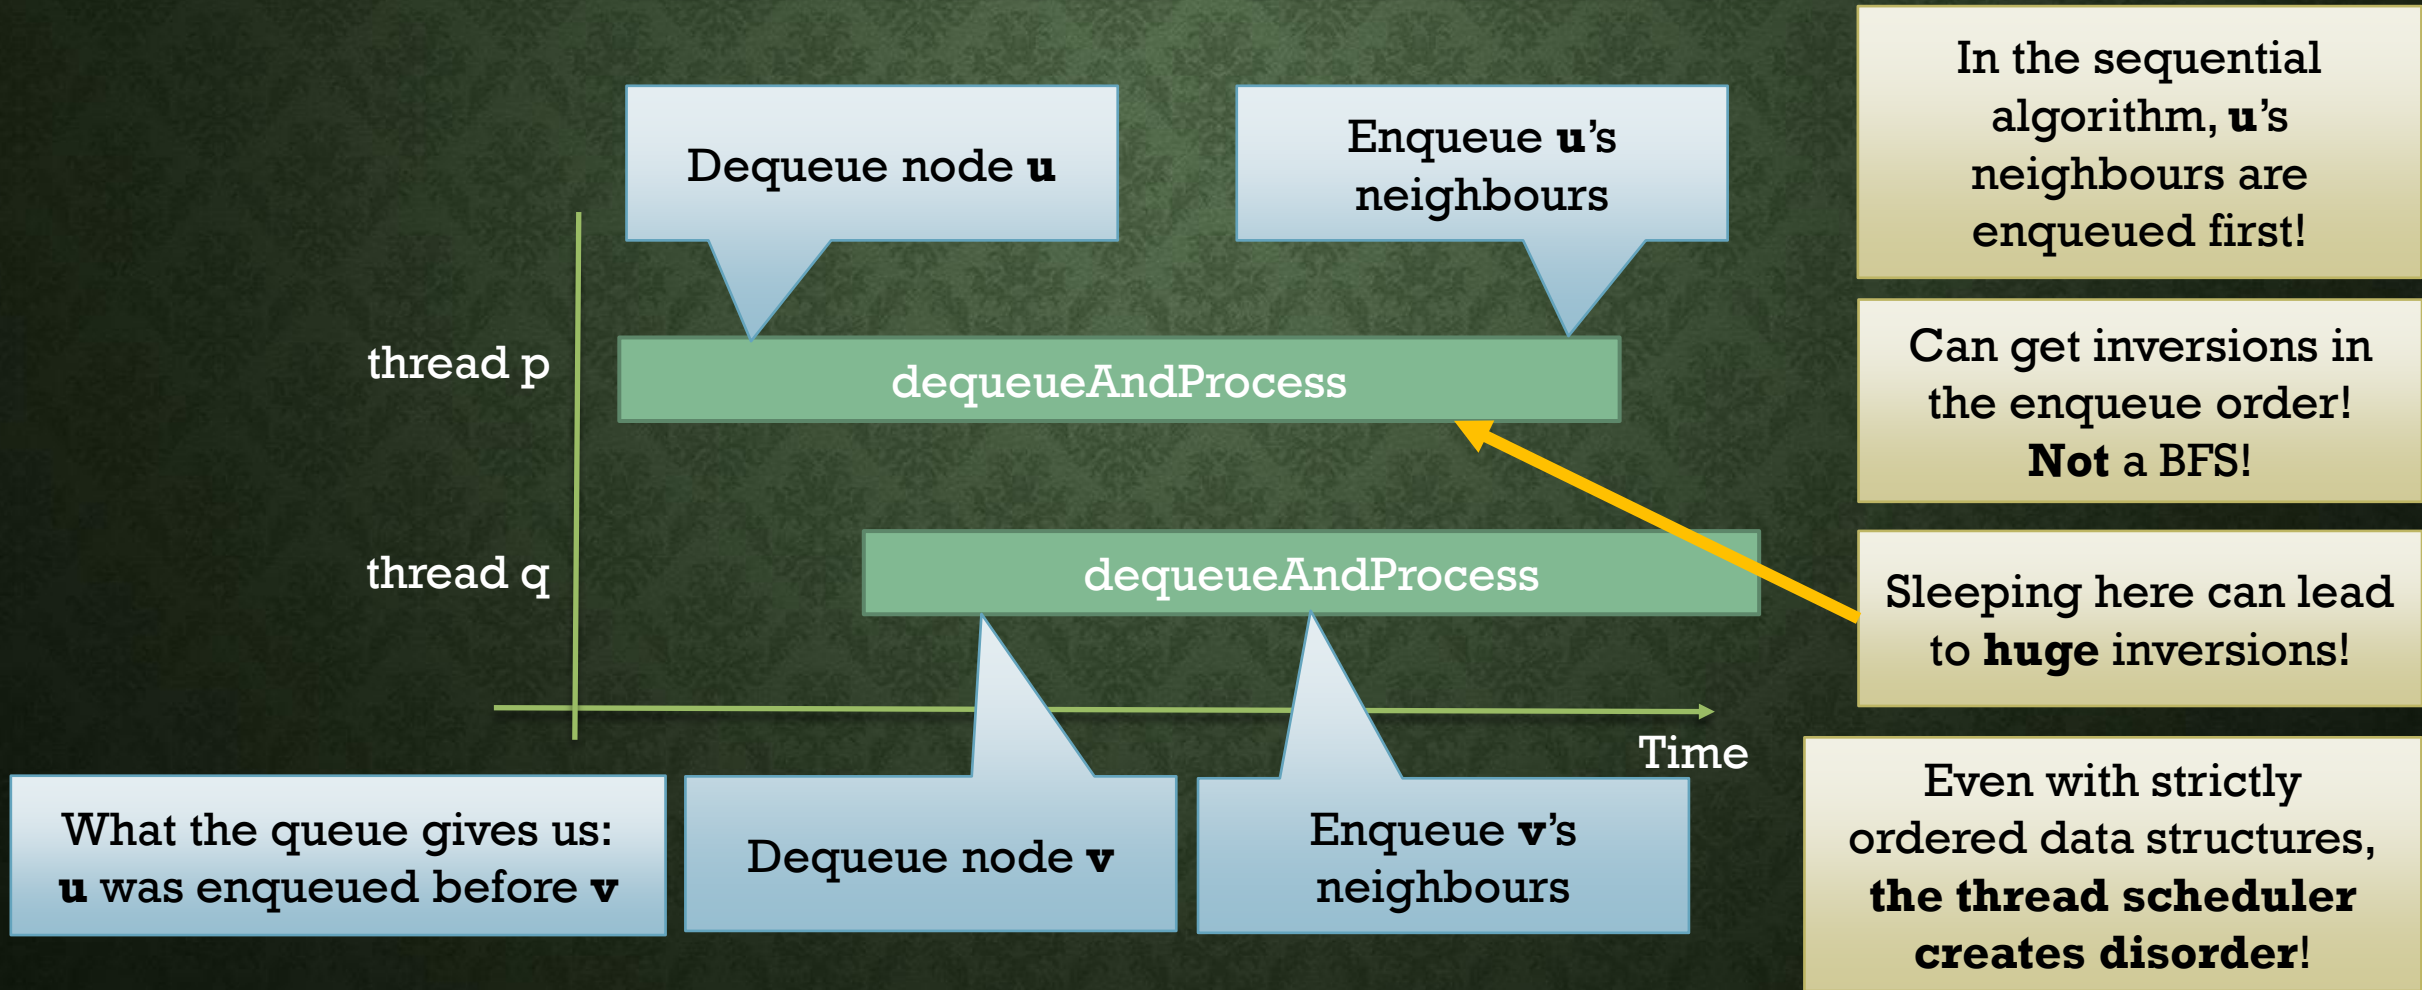 Dequeue node u
Enqueue u's
neighbours
In the sequential
algorithm, u's
neighbours are
enqueued first!
thread p
dequeueAndProcess
Can get inversions in
the enqueue order!
Not a BFS!
thread q
dequeueAndProcess
Sleeping here can lead
to huge inversions!
Time
What the queue gives us:
u was enqueued before v
Dequeue node v
Enqueue v's
neighbours
Even with strictly
ordered data structures,
the thread scheduler
creates disorder!